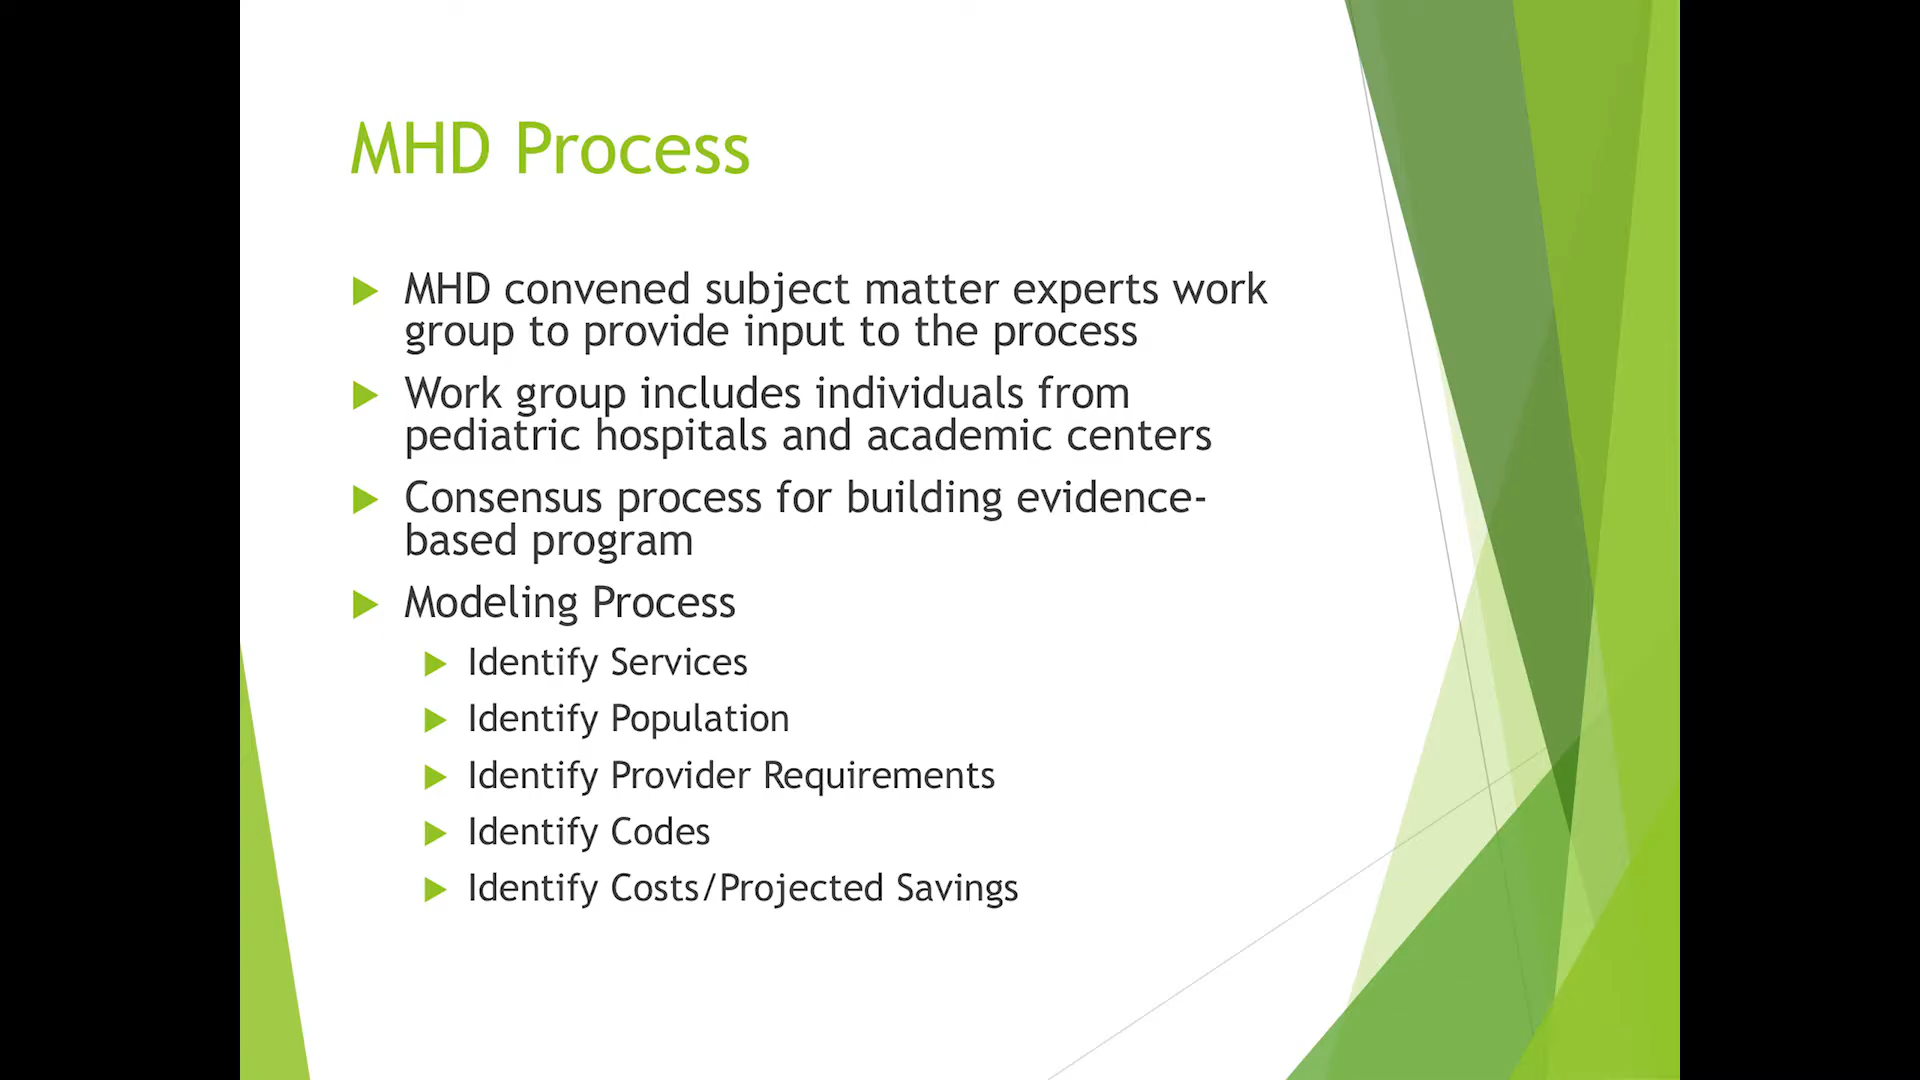 MHD Process
MHD convened subject matter experts work
group to provide input to the process
Work group includes individuals from
pediatric hospitals and academic centers
Consensus process for building evidence-
based program
Modeling Process
Identify Services
Identify Population
Identify Provider Requirements
Identify Codes
Identify Costs/Projected Savings